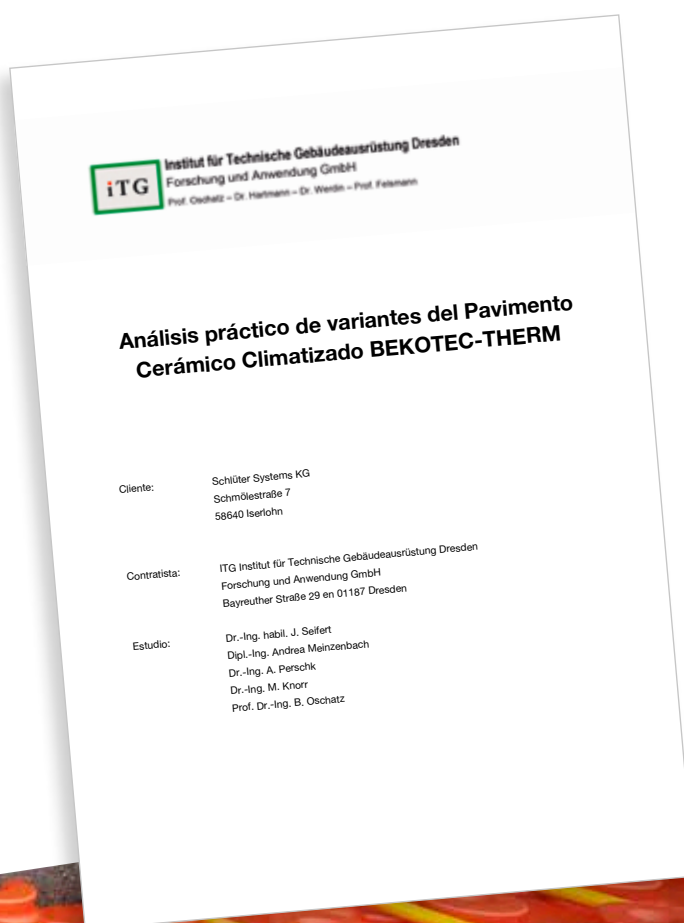 iTG
Institut für Technische Gebäudeausrüstung Dresden
Forschung und Anwendung GmbH
Prof. Oschatz – Dr. Hartmann – Dr. Werdin – Prof. Felsmann
Análisis práctico de variantes del Pavimento
Cerámico Climatizado BEKOTEC-THERM
Cliente: Schlüter Systems KG
Schmölestraße 7
58640 Iserlohn
Contratista: ITG Institut für Technische Gebäudeausrüstung Dresden
Forschung und Anwendung GmbH
Bayreuther Straße 29 en 01187 Dresden
Estudio: Dr.-Ing. habil. J. Seifert
Dipl.-Ing. Andrea Meinzenbach
Dr.-Ing. A. Perschk
Dr.-Ing. M. Knorr
Prof. Dr.-Ing. B. Oschatz